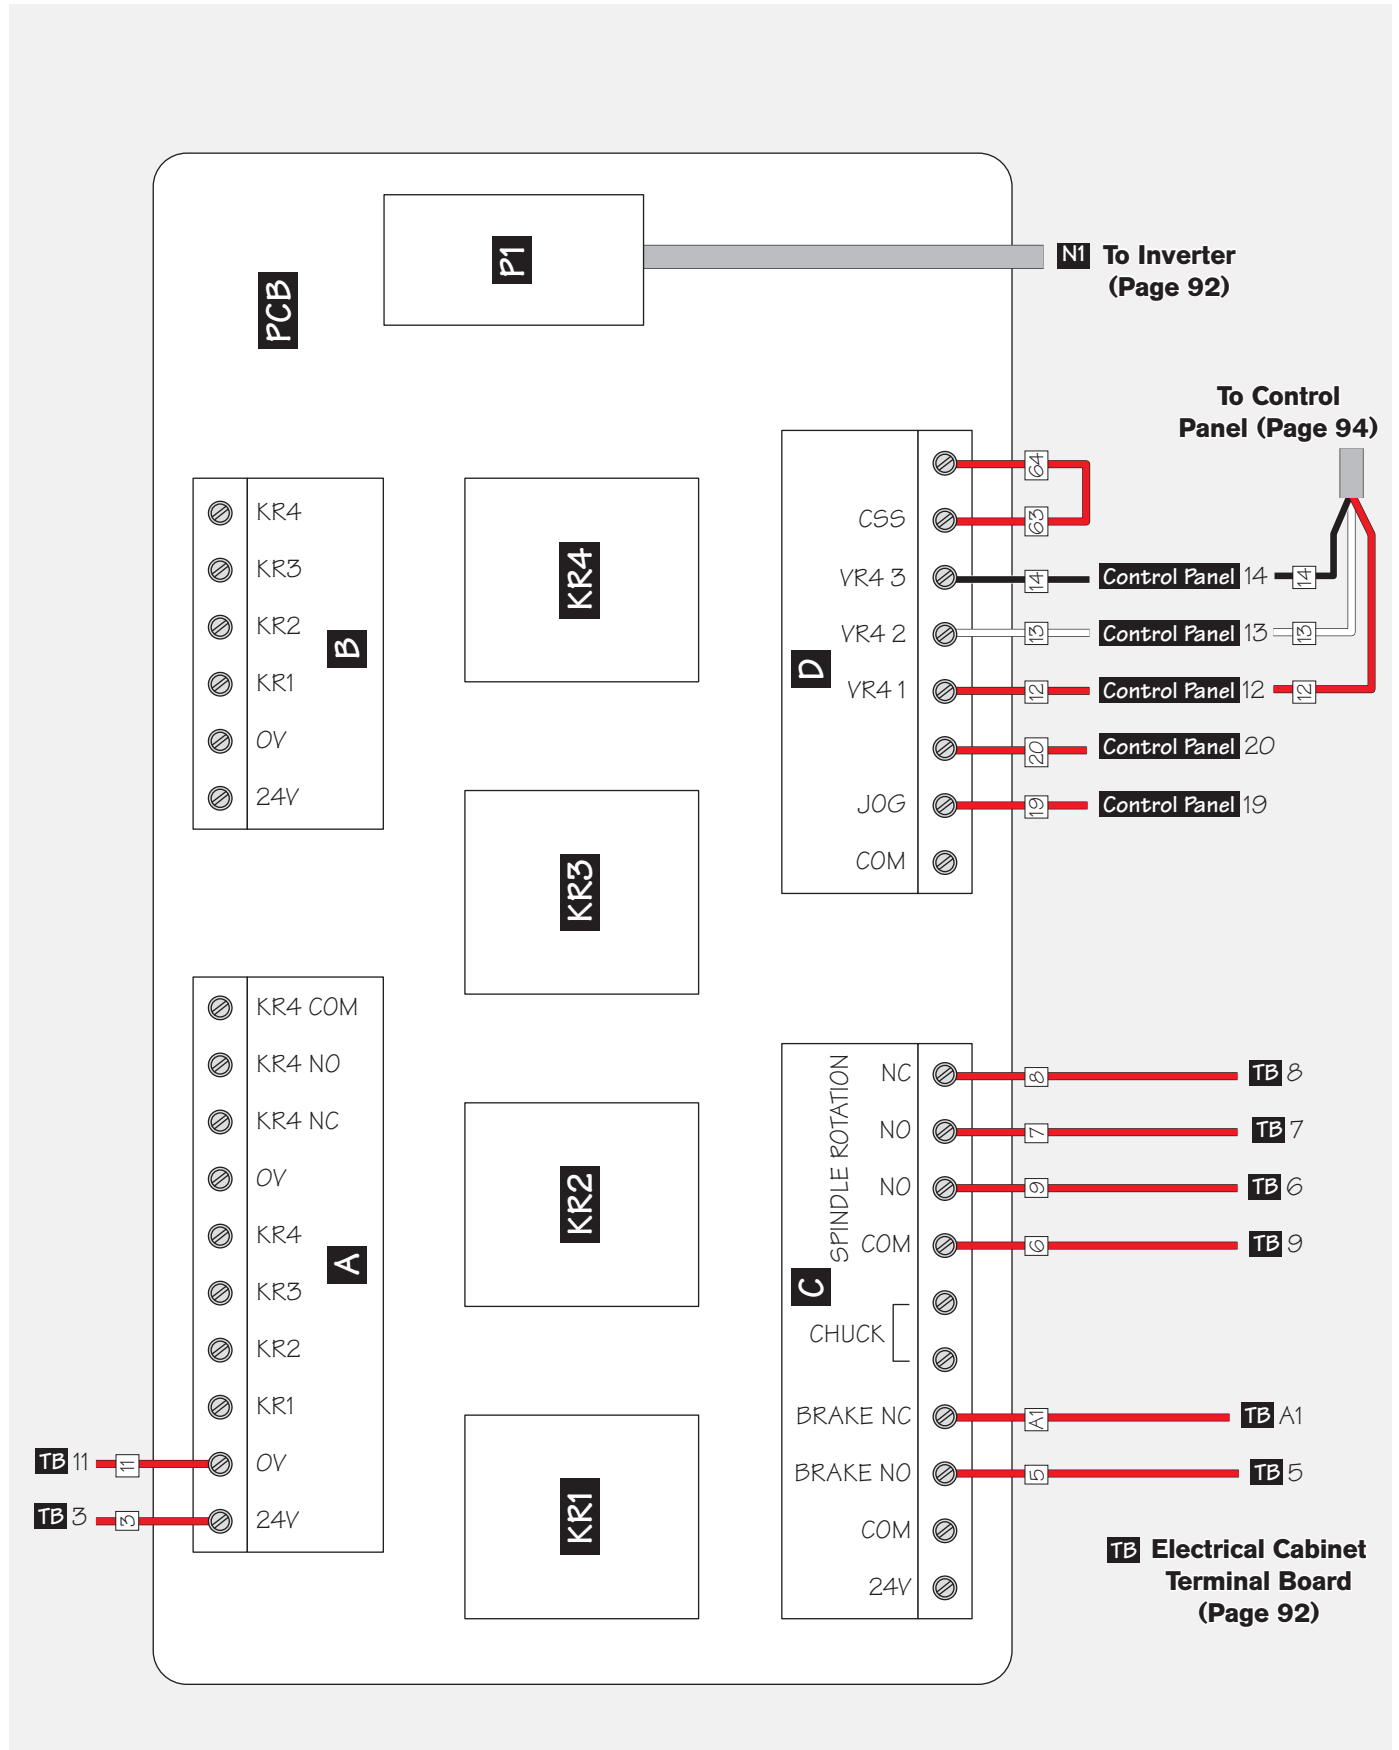 P1
PCB
N1 To Inverter
(Page 92)
To Control
Panel (Page 94)
B
KR4
KR3
KR2
KR1
0V
24V
KR4
KR3
KR2
KR1
D
64
CSS 63
VR4 3 14 Control Panel 14 14
VR4 2 13 Control Panel 13 13
VR4 1 12 Control Panel 12 12
20 Control Panel 20
JOG 19 Control Panel 19
COM
A
KR4 COM
KR4 NO
KR4 NC
0V
KR4
KR3
KR2
KR1
TB 11 11 0V
TB 3 3 24V
C
SPINDLE ROTATION
NC 8 TB 8
NO 7 TB 7
NO 6 TB 6
COM 9 TB 9
CHUCK
BRAKE NC A1 TB A1
BRAKE NO 5 TB 5
COM
24V
TB Electrical Cabinet
Terminal Board
(Page 92)